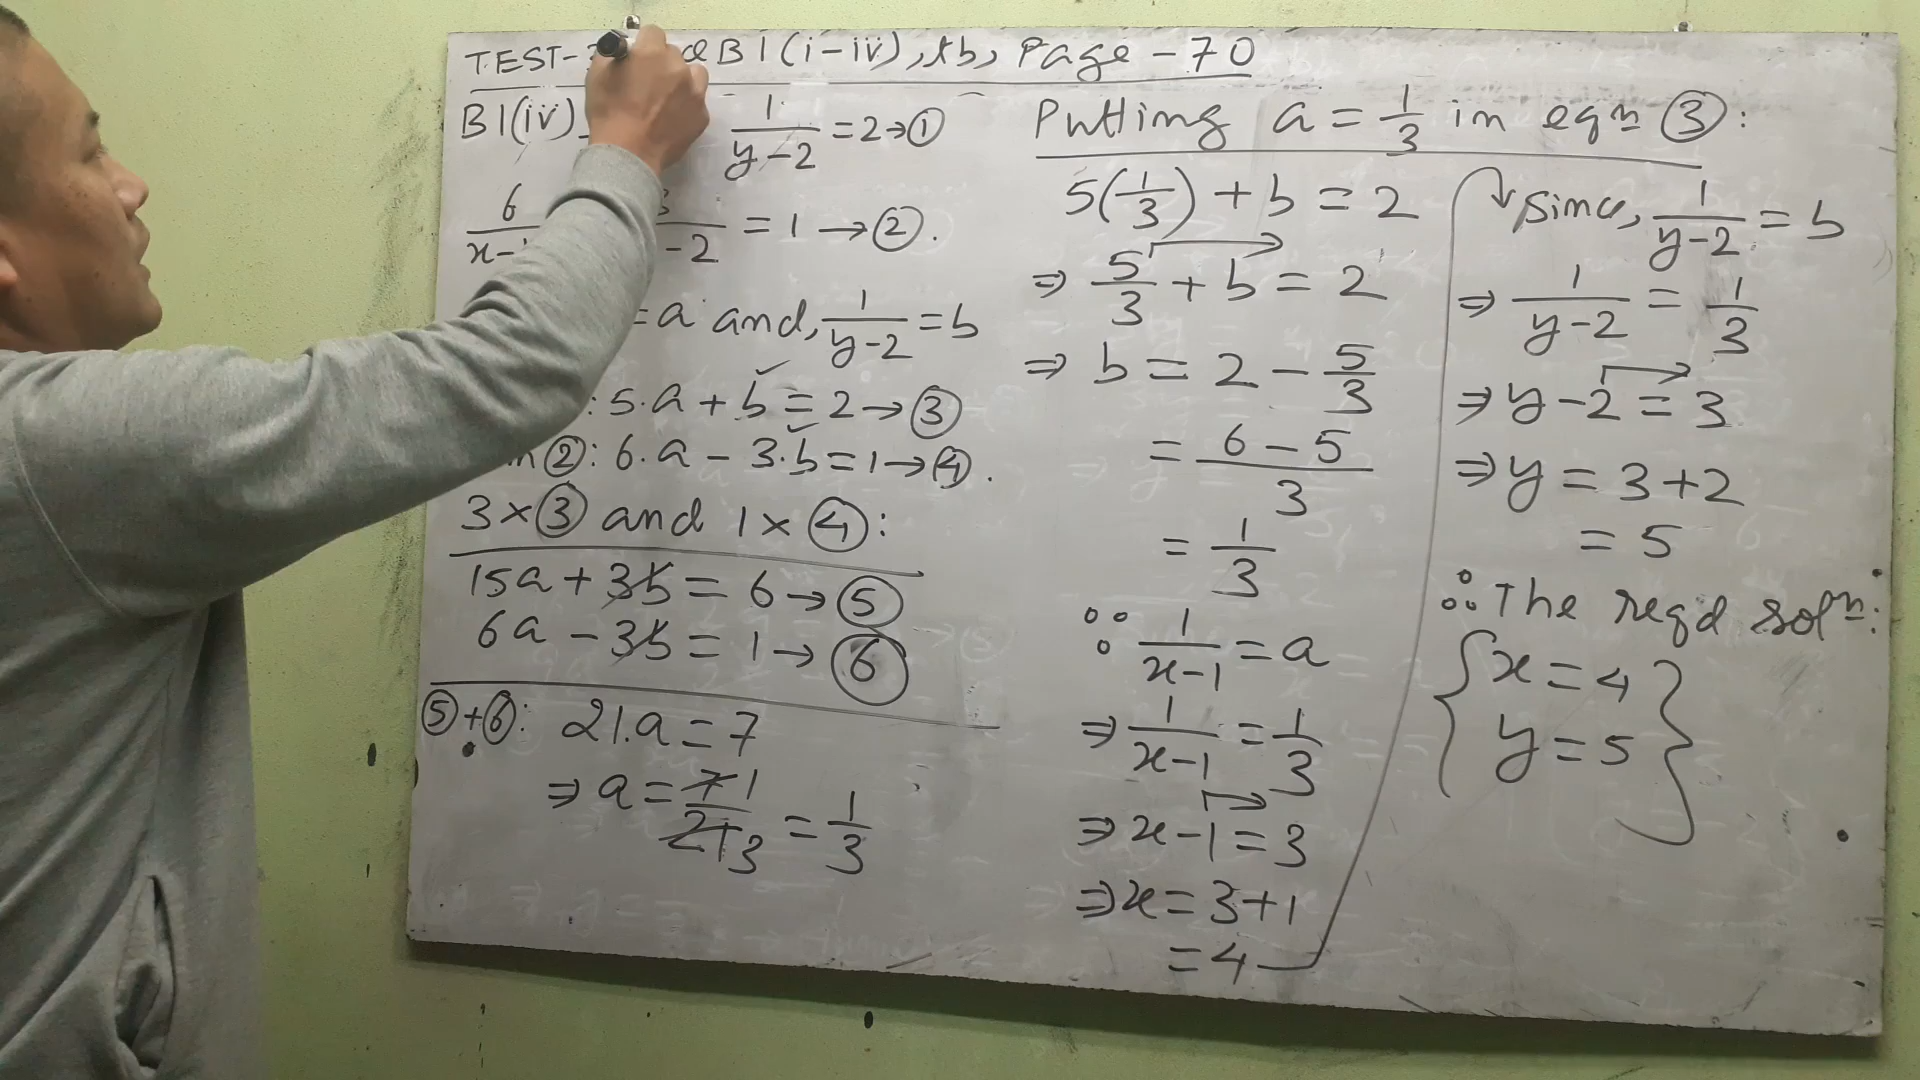 TEST- B1(i-iv), tb, Page-70
B1(iv) 1/(y-2) = 2 → ①
6/(x- -2 = 1 → ②.
= a and, 1/(y-2) = b
: 5.a + b = 2 → ③
②: 6.a - 3.b = 1 → ④.
3×③ and 1×④:
15a + 3b = 6 → ⑤
6a - 3b = 1 → ⑥
⑤+⑥: 21.a = 7
⇒ a = 7 1/21 3 = 1/3
Putting a = 1/3 in eqn ③:
5(1/3) + b = 2
⇒ 5/3 + b = 2
⇒ b = 2 - 5/3
= (6-5)/3
= 1/3
∵ 1/(x-1) = a
⇒ 1/(x-1) = 1/3
⇒ x-1 = 3
⇒ x = 3+1
= 4
Since, 1/(y-2) = b
⇒ 1/(y-2) = 1/3
⇒ y-2 = 3
⇒ y = 3+2
= 5
∴ The reqd soln:
{x = 4
y = 5}